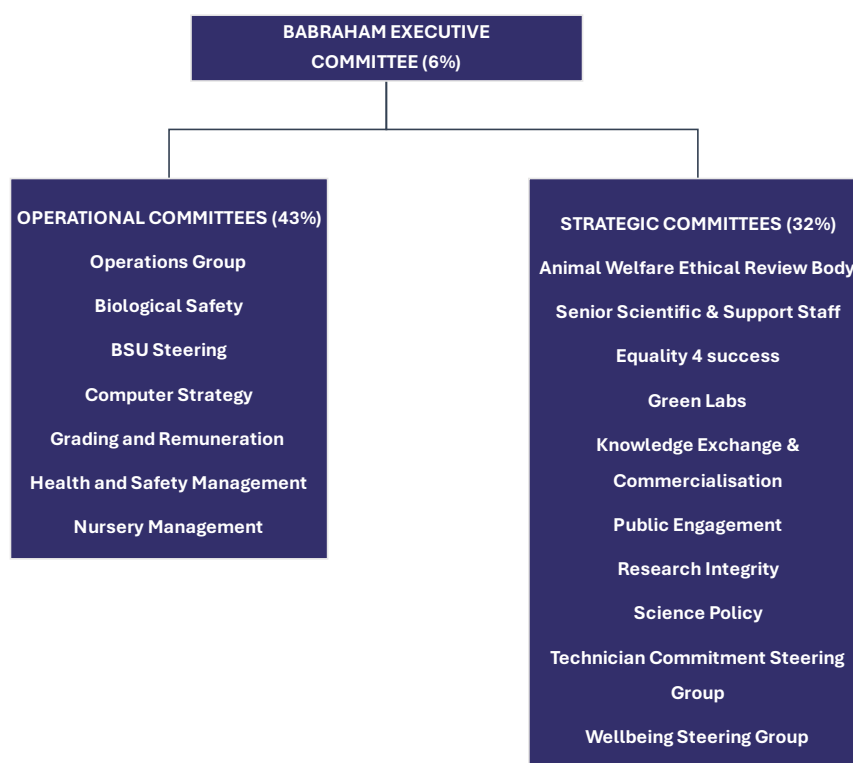 BABRAHAM EXECUTIVE
COMMITTEE (6%)
OPERATIONAL COMMITTEES (43%)
Operations Group
Biological Safety
BSU Steering
Computer Strategy
Grading and Remuneration
Health and Safety Management
Nursery Management
STRATEGIC COMMITTEES (32%)
Animal Welfare Ethical Review Body
Senior Scientific & Support Staff
Equality 4 success
Green Labs
Knowledge Exchange &
Commercialisation
Public Engagement
Research Integrity
Science Policy
Technician Commitment Steering
Group
Wellbeing Steering Group